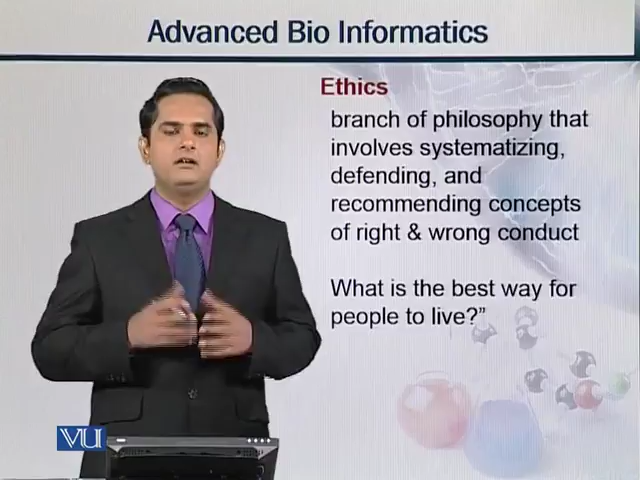 Advanced Bio Informatics
Ethics
branch of philosophy that
involves systematizing,
defending, and
recommending concepts
of right & wrong conduct
What is the best way for
people to live?”
VU